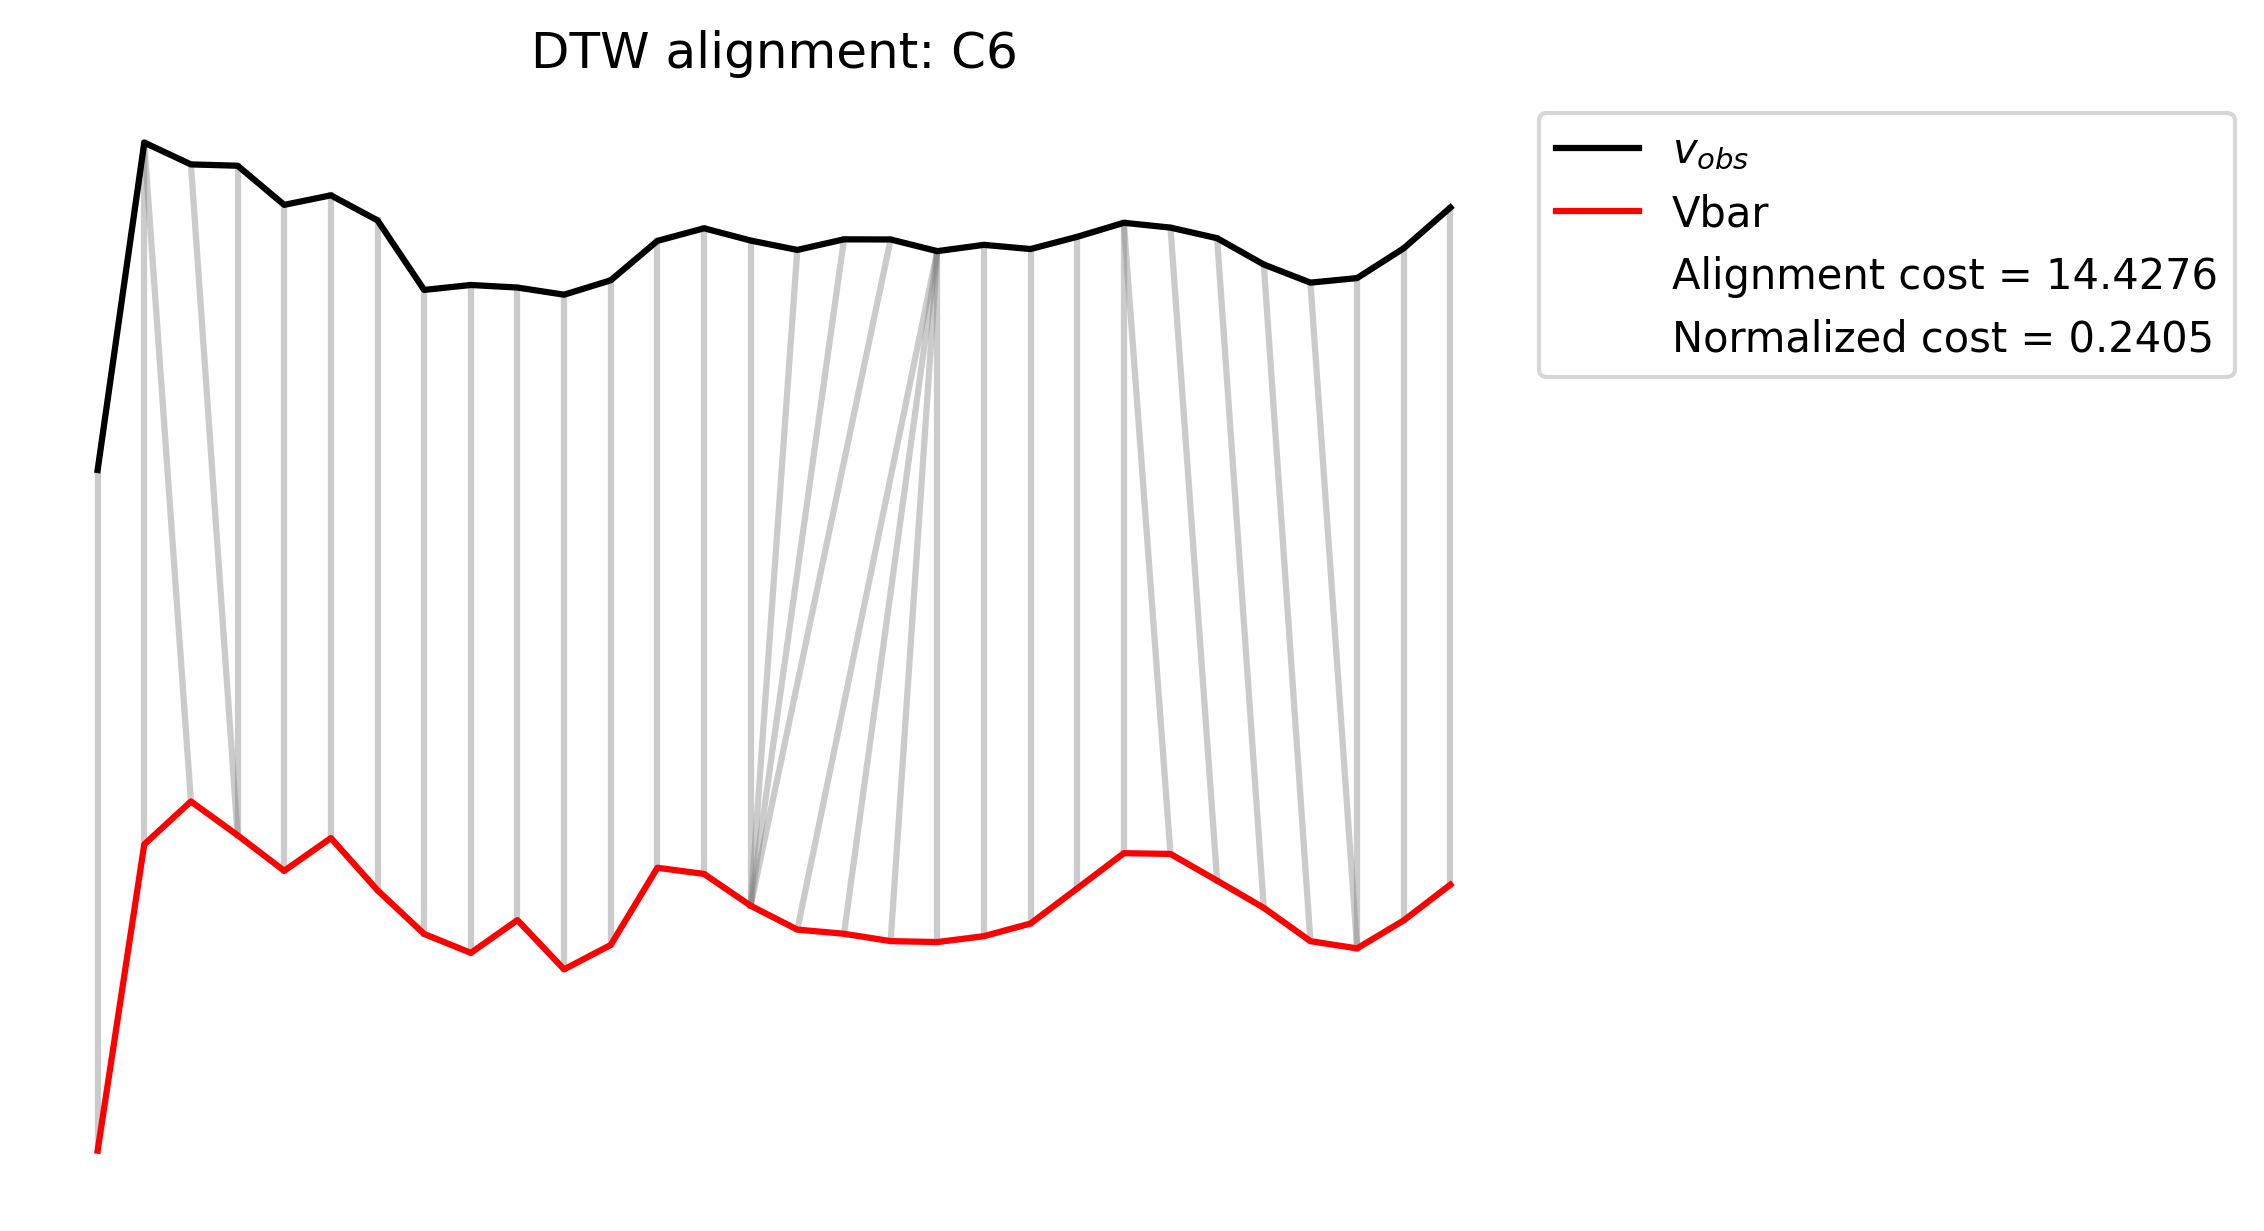 DTW alignment: C6
v_obs
Vbar
Alignment cost = 14.4276
Normalized cost = 0.2405